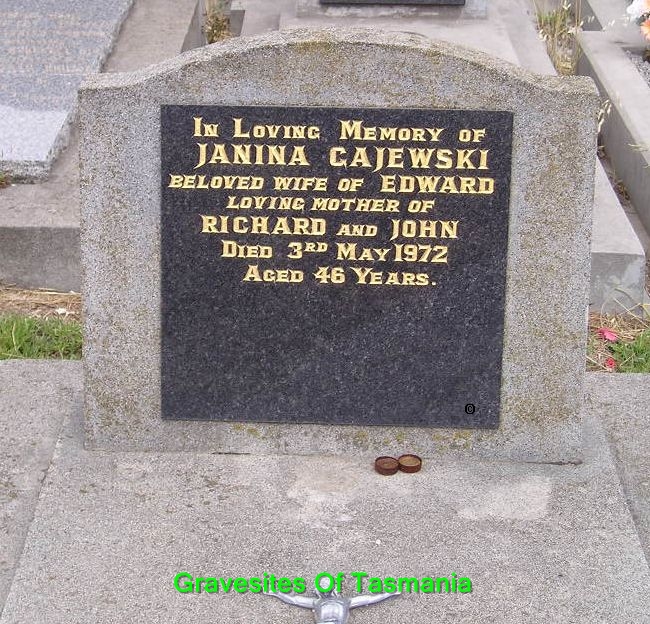 In Loving Memory of
JANINA GAJEWSKI
BELOVED WIFE OF EDWARD
LOVING MOTHER OF
RICHARD AND JOHN
Died 3RD May 1972
Aged 46 Years.
Gravesites Of Tasmania